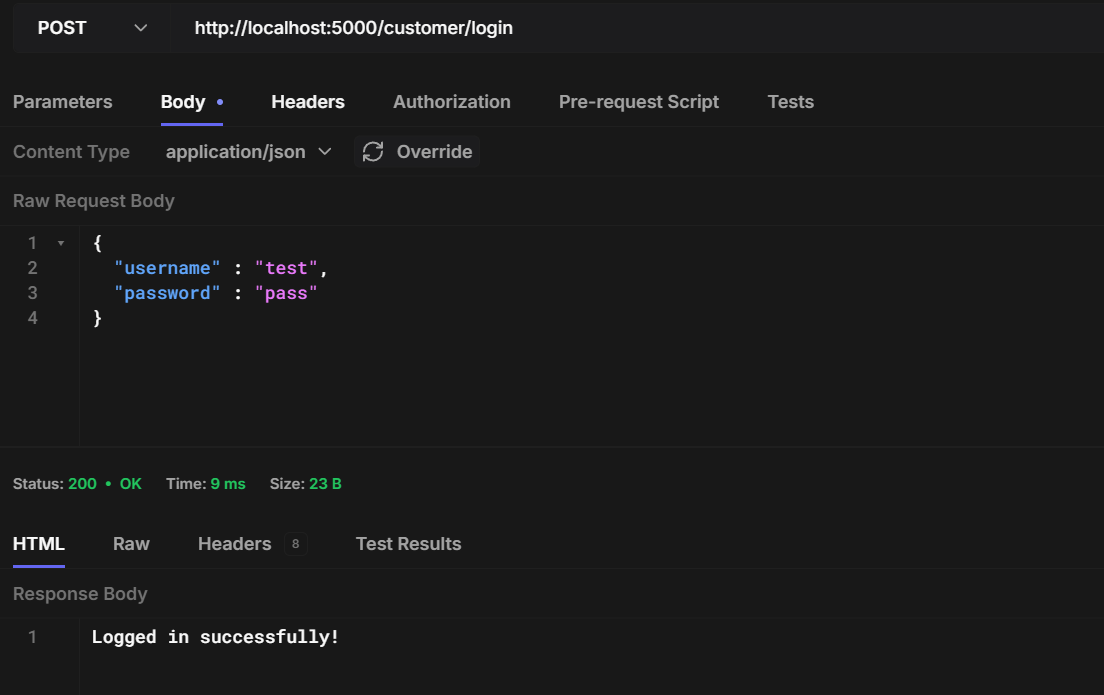 POST http://localhost:5000/customer/login
Parameters Body Headers Authorization Pre-request Script Tests
Content Type application/json Override
Raw Request Body
1 {
2 "username" : "test",
3 "password" : "pass"
4 }
Status: 200 • OK Time: 9 ms Size: 23 B
HTML Raw Headers 8 Test Results
Response Body
1 Logged in successfully!